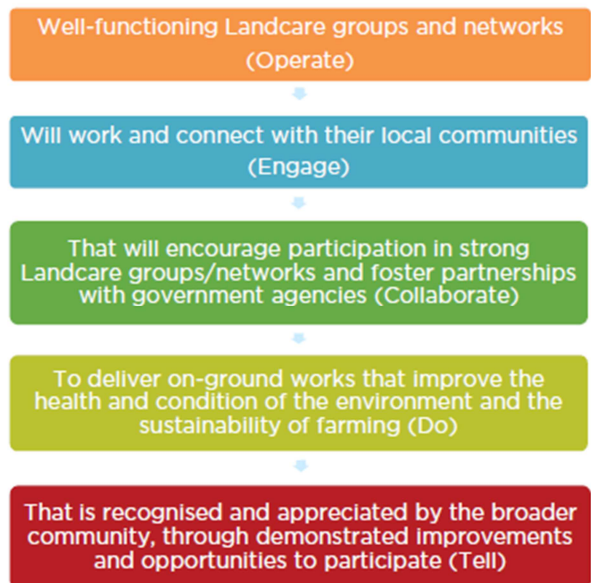 Well-functioning Landcare groups and networks
(Operate)
Will work and connect with their local communities
(Engage)
That will encourage participation in strong
Landcare groups/networks and foster partnerships
with government agencies (Collaborate)
To deliver on-ground works that improve the
health and condition of the environment and the
sustainability of farming (Do)
That is recognised and appreciated by the broader
community, through demonstrated improvements
and opportunities to participate (Tell)